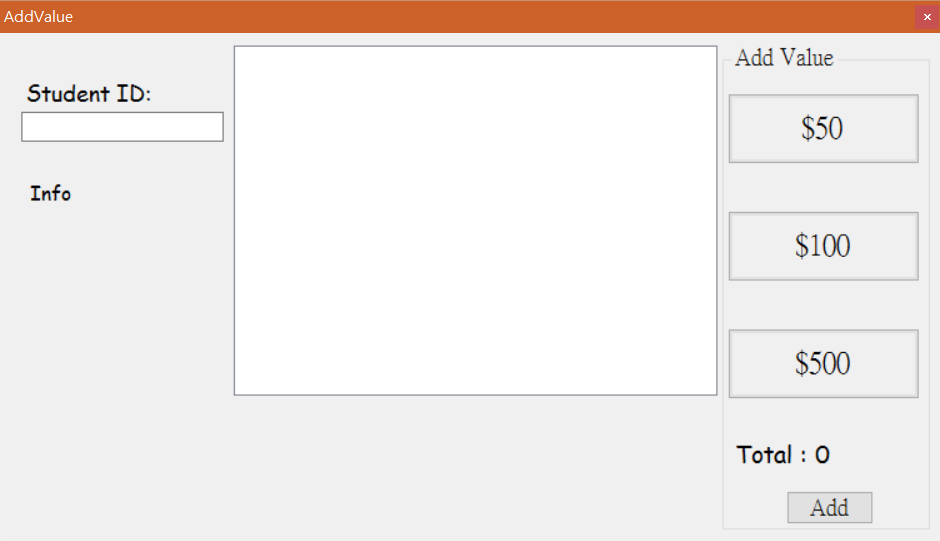 AddValue
Student ID:
Info
Add Value
$50
$100
$500
Total : 0
Add